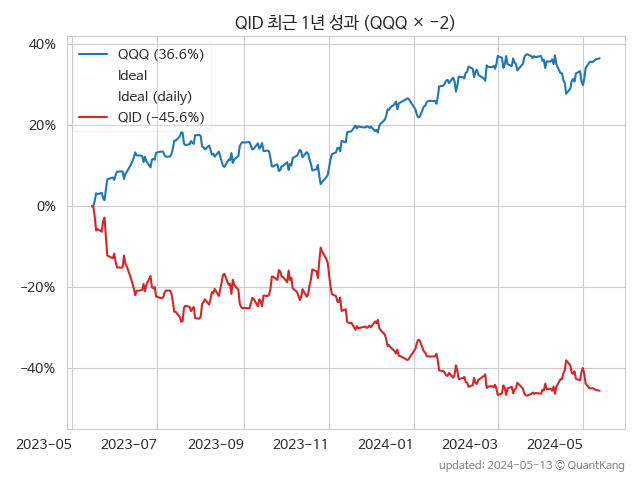 QID 최근 1년 성과 (QQQ × −2)
40%
20%
0%
−20%
−40%
QQQ (36.6%)
Ideal
Ideal (daily)
QID (−45.6%)
2023−05
2023−07
2023−09
2023−11
2024−01
2024−03
2024−05
updated: 2024−05−13 ⓒ QuantKang